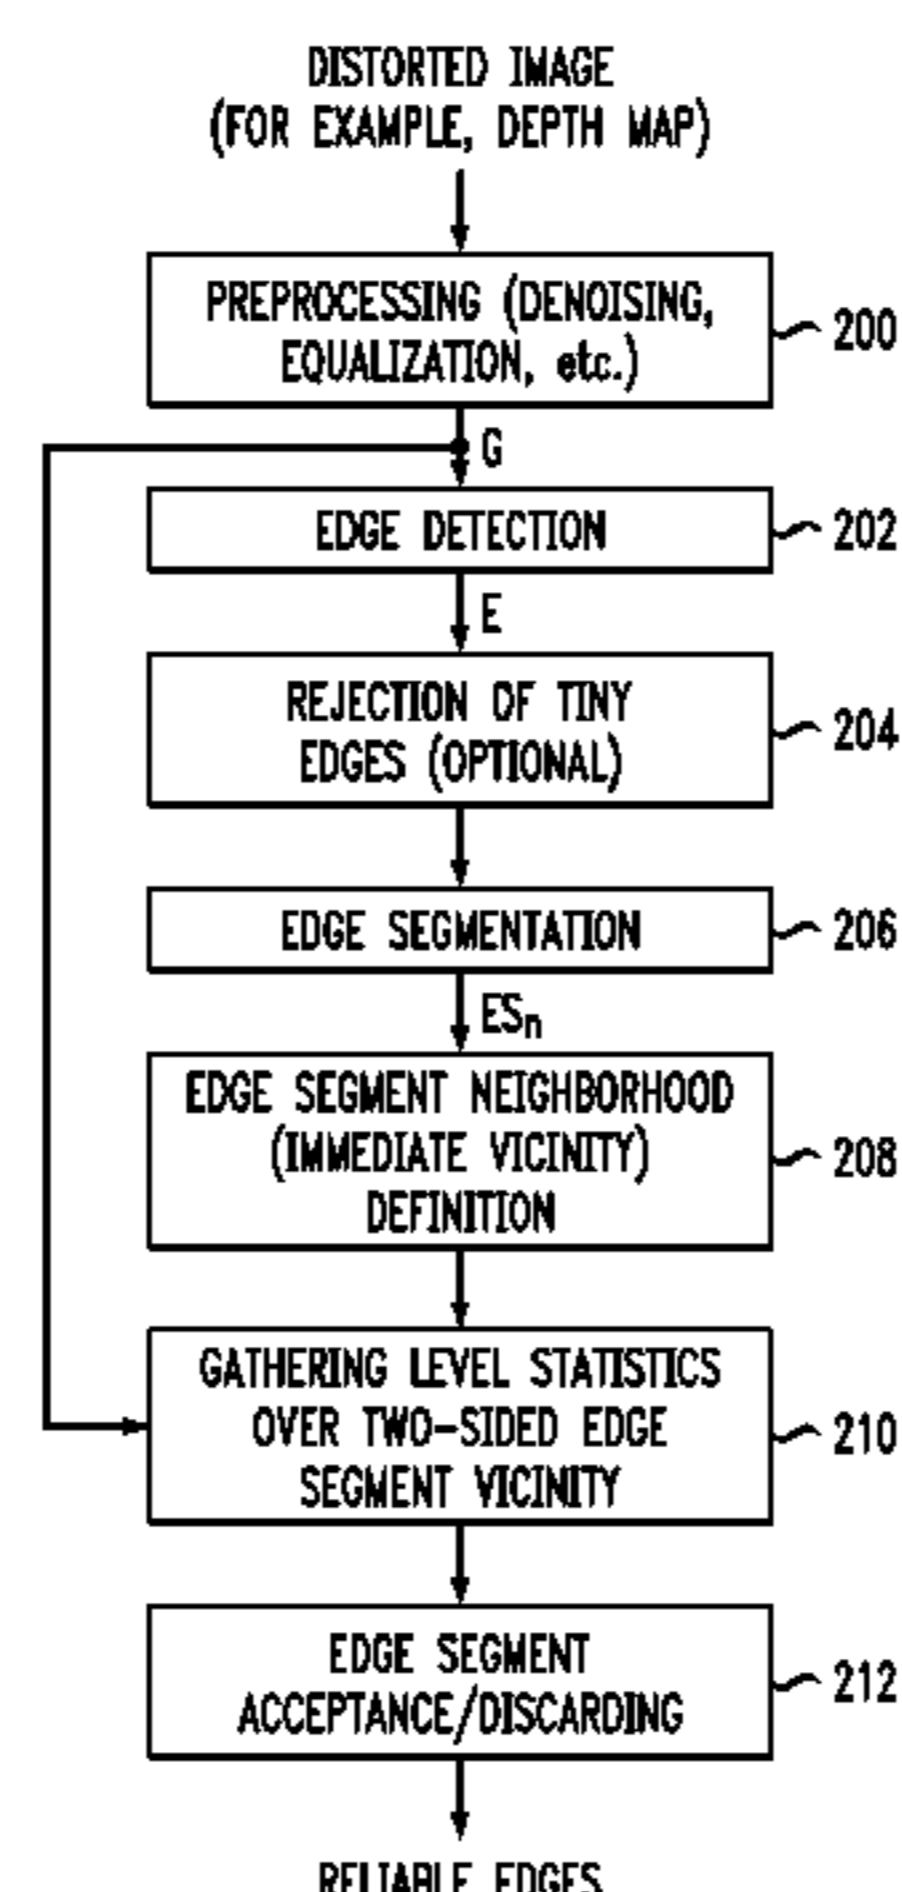 DISTORTED IMAGE
(FOR EXAMPLE, DEPTH MAP)
PREPROCESSING (DENOISING,
EQUALIZATION, etc.)
200
G
EDGE DETECTION
202
E
REJECTION OF TINY
EDGES (OPTIONAL)
204
EDGE SEGMENTATION
206
ESn
EDGE SEGMENT NEIGHBORHOOD
(IMMEDIATE VICINITY)
DEFINITION
208
GATHERING LEVEL STATISTICS
OVER TWO-SIDED EDGE
SEGMENT VICINITY
210
EDGE SEGMENT
ACCEPTANCE/DISCARDING
212
RELIABLE EDGES